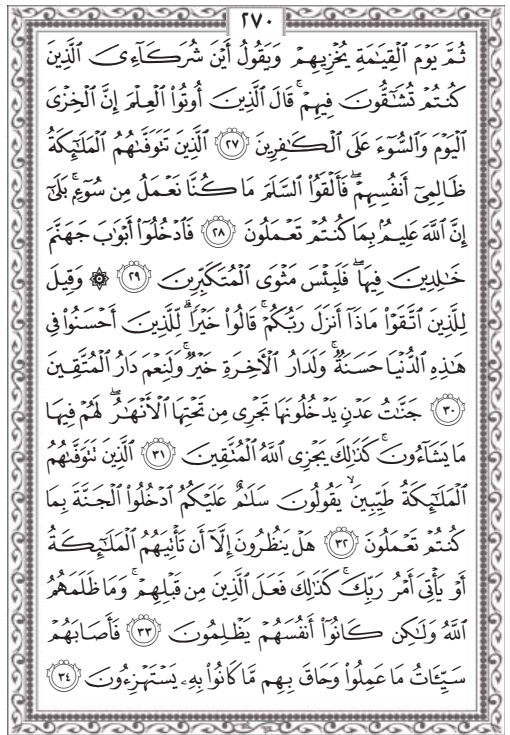 ٢٧٠
ثُمَّ يَوْمَ ٱلْقِيَٰمَةِ يُخْزِيهِمْ وَيَقُولُ أَيْنَ شُرَكَآءِىَ ٱلَّذِينَ
كُنتُمْ تُشَٰٓقُّونَ فِيهِمْ ۚ قَالَ ٱلَّذِينَ أُوتُوا۟ ٱلْعِلْمَ إِنَّ ٱلْخِزْىَ
ٱلْيَوْمَ وَٱلسُّوٓءَ عَلَى ٱلْكَٰفِرِينَ ٢٧ ٱلَّذِينَ تَتَوَفَّىٰهُمُ ٱلْمَلَٰٓئِكَةُ
ظَالِمِىٓ أَنفُسِهِمْ ۖ فَأَلْقَوُا۟ ٱلسَّلَمَ مَا كُنَّا نَعْمَلُ مِن سُوٓءٍۭ ۚ بَلَىٰٓ
إِنَّ ٱللَّهَ عَلِيمٌۢ بِمَا كُنتُمْ تَعْمَلُونَ ٢٨ فَٱدْخُلُوٓا۟ أَبْوَٰبَ جَهَنَّمَ
خَٰلِدِينَ فِيهَا ۖ فَلَبِئْسَ مَثْوَى ٱلْمُتَكَبِّرِينَ ٢٩ ۞ وَقِيلَ
لِلَّذِينَ ٱتَّقَوْا۟ مَاذَآ أَنزَلَ رَبُّكُمْ ۚ قَالُوا۟ خَيْرًا ۗ لِّلَّذِينَ أَحْسَنُوا۟ فِى
هَٰذِهِ ٱلدُّنْيَا حَسَنَةٌ ۚ وَلَدَارُ ٱلْـَٔاخِرَةِ خَيْرٌ ۚ وَلَنِعْمَ دَارُ ٱلْمُتَّقِينَ
٣٠ جَنَّٰتُ عَدْنٍ يَدْخُلُونَهَا تَجْرِى مِن تَحْتِهَا ٱلْأَنْهَٰرُ ۖ لَهُمْ فِيهَا
مَا يَشَآءُونَ ۚ كَذَٰلِكَ يَجْزِى ٱللَّهُ ٱلْمُتَّقِينَ ٣١ ٱلَّذِينَ تَتَوَفَّىٰهُمُ
ٱلْمَلَٰٓئِكَةُ طَيِّبِينَ ۙ يَقُولُونَ سَلَٰمٌ عَلَيْكُمُ ٱدْخُلُوا۟ ٱلْجَنَّةَ بِمَا
كُنتُمْ تَعْمَلُونَ ٣٢ هَلْ يَنظُرُونَ إِلَّآ أَن تَأْتِيَهُمُ ٱلْمَلَٰٓئِكَةُ
أَوْ يَأْتِىَ أَمْرُ رَبِّكَ ۚ كَذَٰلِكَ فَعَلَ ٱلَّذِينَ مِن قَبْلِهِمْ ۚ وَمَا ظَلَمَهُمُ
ٱللَّهُ وَلَٰكِن كَانُوٓا۟ أَنفُسَهُمْ يَظْلِمُونَ ٣٣ فَأَصَابَهُمْ
سَيِّـَٔاتُ مَا عَمِلُوا۟ وَحَاقَ بِهِم مَّا كَانُوا۟ بِهِۦ يَسْتَهْزِءُونَ ٣٤